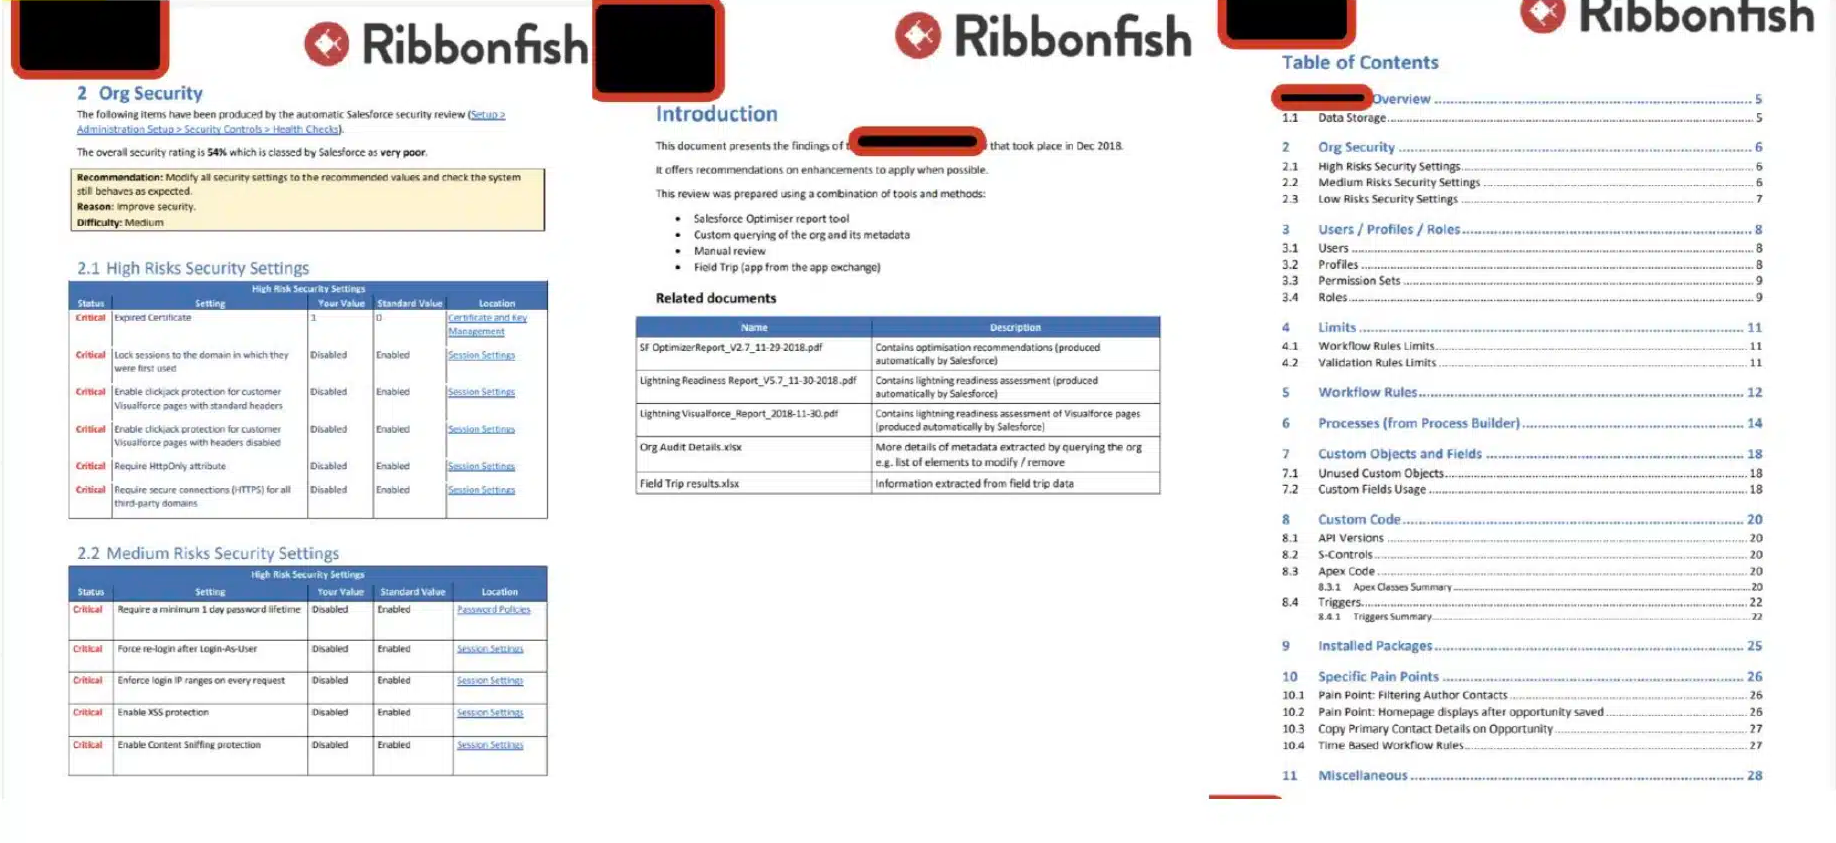 Ribbonfish
2 Org Security
The following items have been produced by the automatic Salesforce security review (Setup >
Administration Setup > Security Controls > Health Checks).
The overall security rating is 54% which is classed by Salesforce as very poor.
Recommendation: Modify all security settings to the recommended values and check the system
still behaves as expected.
Reason: Improve security.
Difficulty: Medium
2.1 High Risks Security Settings
High Risk Security Settings
Status Setting Your Value Standard Value Location
Critical Expired Certificate 1 0 Certificate and Key
Management
Critical Lock sessions to the domain in which they Disabled Enabled Session Settings
were first used
Critical Enable clickjack protection for customer Disabled Enabled Session Settings
Visualforce pages with standard headers
Critical Enable clickjack protection for customer Disabled Enabled Session Settings
Visualforce pages with headers disabled
Critical Require HttpOnly attribute Disabled Enabled Session Settings
Critical Require secure connections (HTTPS) for all Disabled Enabled Session Settings
third-party domains
2.2 Medium Risks Security Settings
High Risk Security Settings
Status Setting Your Value Standard Value Location
Critical Require a minimum 1 day password lifetime Disabled Enabled Password Policies
Critical Force re-login after Login-As-User Disabled Enabled Session Settings
Critical Enforce login IP ranges on every request Disabled Enabled Session Settings
Critical Enable XSS protection Disabled Enabled Session Settings
Critical Enable Content Sniffing protection Disabled Enabled Session Settings
Ribbonfish
Introduction
This document presents the findings of that took place in Dec 2018.
It offers recommendations on enhancements to apply when possible.
This review was prepared using a combination of tools and methods:
• Salesforce Optimiser report tool
• Custom querying of the org and its metadata
• Manual review
• Field Trip (app from the app exchange)
Related documents
Name Description
SF OptimizerReport_V2.7_11-29-2018.pdf Contains optimisation recommendations (produced
automatically by Salesforce)
Lightning Readiness Report_V5.7_11-30-2018.pdf Contains lightning readiness assessment (produced
automatically by Salesforce)
Lightning Visualforce_Report_2018-11-30.pdf Contains lightning readiness assessment of Visualforce pages
(produced automatically by Salesforce)
Org Audit Details.xlsx More details of metadata extracted by querying the org
e.g. list of elements to modify / remove
Field Trip results.xlsx Information extracted from field trip data
Ribbonfish
Table of Contents
Overview 5
1.1 Data Storage 5
2 Org Security 6
2.1 High Risks Security Settings 6
2.2 Medium Risks Security Settings 6
2.3 Low Risks Security Settings 7
3 Users / Profiles / Roles 8
3.1 Users 8
3.2 Profiles 8
3.3 Permission Sets 9
3.4 Roles 9
4 Limits 11
4.1 Workflow Rules Limits 11
4.2 Validation Rules Limits 11
5 Workflow Rules 12
6 Processes (from Process Builder) 14
7 Custom Objects and Fields 18
7.1 Unused Custom Objects 18
7.2 Custom Fields Usage 18
8 Custom Code 20
8.1 API Versions 20
8.2 S-Controls 20
8.3 Apex Code 20
8.3.1 Apex Classes Summary 20
8.4 Triggers 22
8.4.1 Triggers Summary 22
9 Installed Packages 25
10 Specific Pain Points 26
10.1 Pain Point: Filtering Author Contacts 26
10.2 Pain Point: Homepage displays after opportunity saved 26
10.3 Copy Primary Contact Details on Opportunity 27
10.4 Time Based Workflow Rules 27
11 Miscellaneous 28